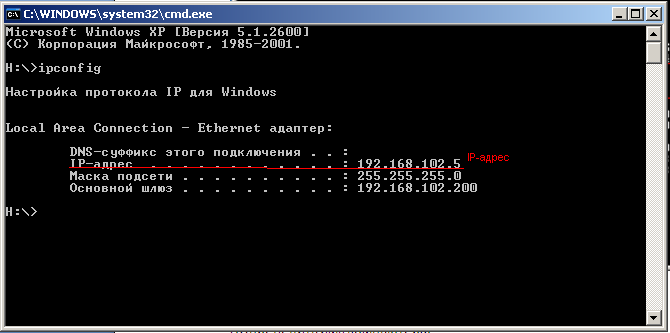 C:\WINDOWS\system32\cmd.exe
Microsoft Windows XP [Версия 5.1.2600]
(С) Корпорация Майкрософт, 1985-2001.
H:\>ipconfig
Настройка протокола IP для Windows
Local Area Connection - Ethernet адаптер:
DNS-суффикс этого подключения . . :
IP-адрес . . . . . . . . . . . . : 192.168.102.5 IP-адрес
Маска подсети . . . . . . . . . . : 255.255.255.0
Основной шлюз . . . . . . . . . . : 192.168.102.200
H:\>